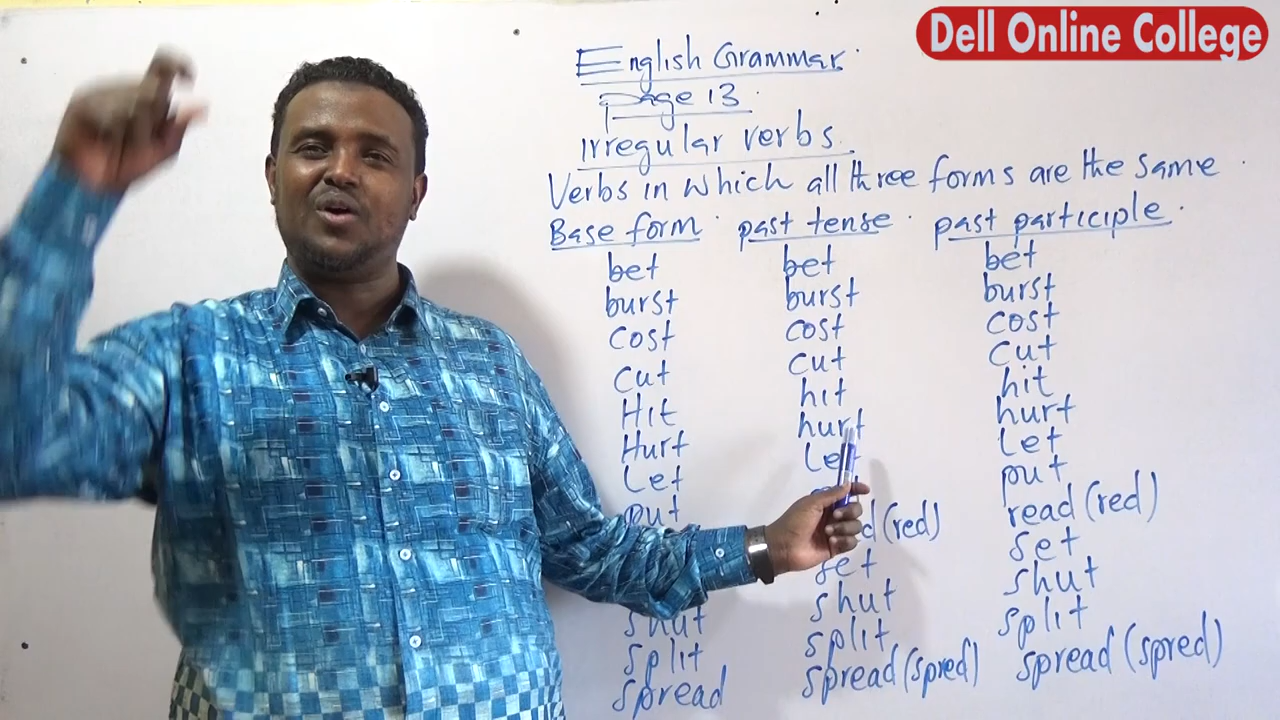 Dell Online College
English Grammar
page 13
Irregular verbs
Verbs in which all three forms are the same
Base form past tense past participle
bet bet bet
burst burst burst
cost cost cost
cut cut cut
Hit hit hit
Hurt hurt hurt
Let Let Let
put put
(red) read (red)
set set
shut shut shut
split split split
spread spread (spred) spread (spred)